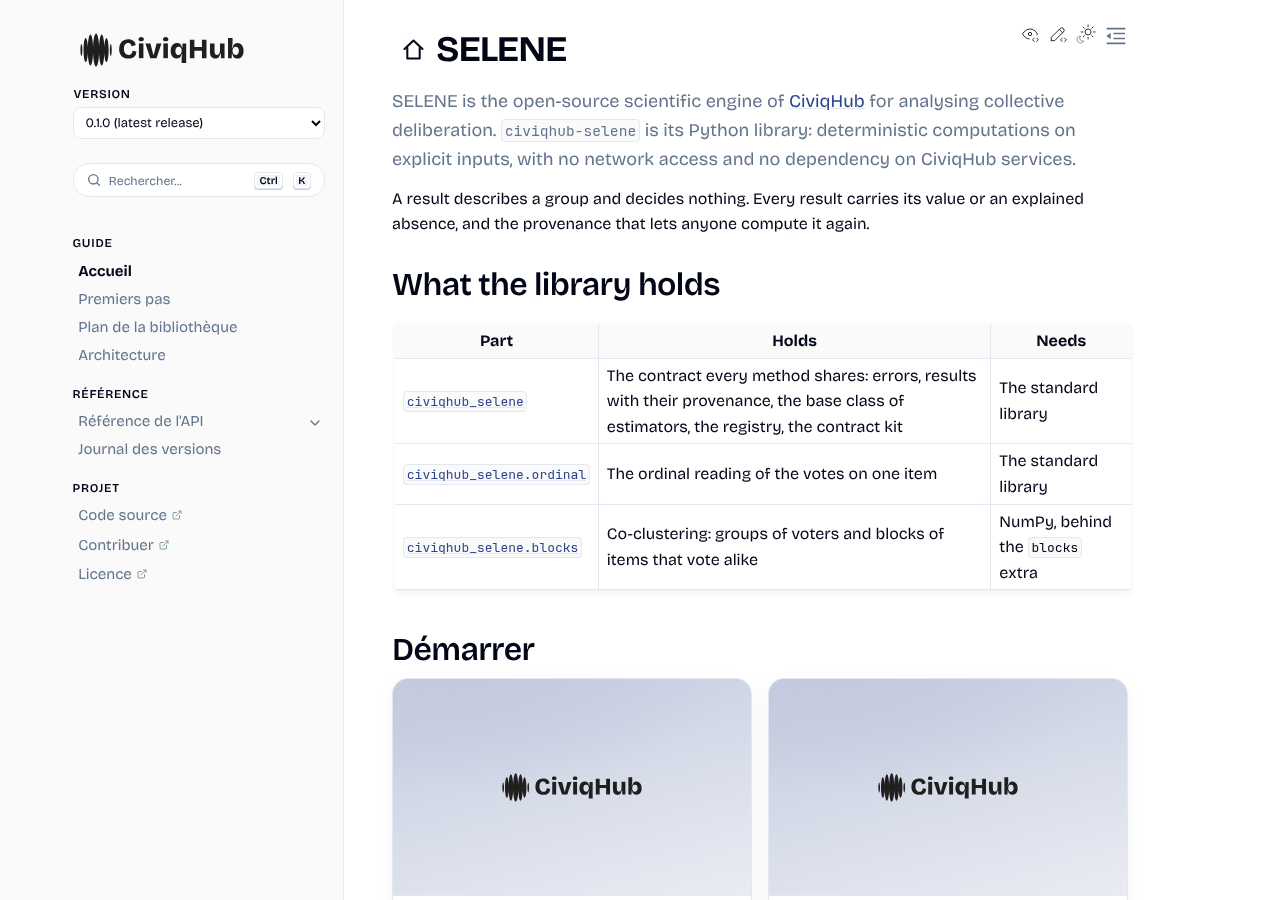 CiviqHub
VERSION
0.1.0 (latest release)
Rechercher...
Ctrl K
GUIDE
Accueil
Premiers pas
Plan de la bibliothèque
Architecture
RÉFÉRENCE
Référence de l'API
Journal des versions
PROJET
Code source
Contribuer
Licence
SELENE
SELENE is the open-source scientific engine of CiviqHub for analysing collective
deliberation. civiqhub-selene is its Python library: deterministic computations on
explicit inputs, with no network access and no dependency on CiviqHub services.
A result describes a group and decides nothing. Every result carries its value or an explained
absence, and the provenance that lets anyone compute it again.
What the library holds
Part Holds Needs
civiqhub_selene
The contract every method shares: errors, results
with their provenance, the base class of
estimators, the registry, the contract kit
The standard
library
civiqhub_selene.ordinal
The ordinal reading of the votes on one item
The standard
library
civiqhub_selene.blocks
Co-clustering: groups of voters and blocks of
items that vote alike
NumPy, behind
the blocks
extra
Démarrer
CiviqHub
CiviqHub